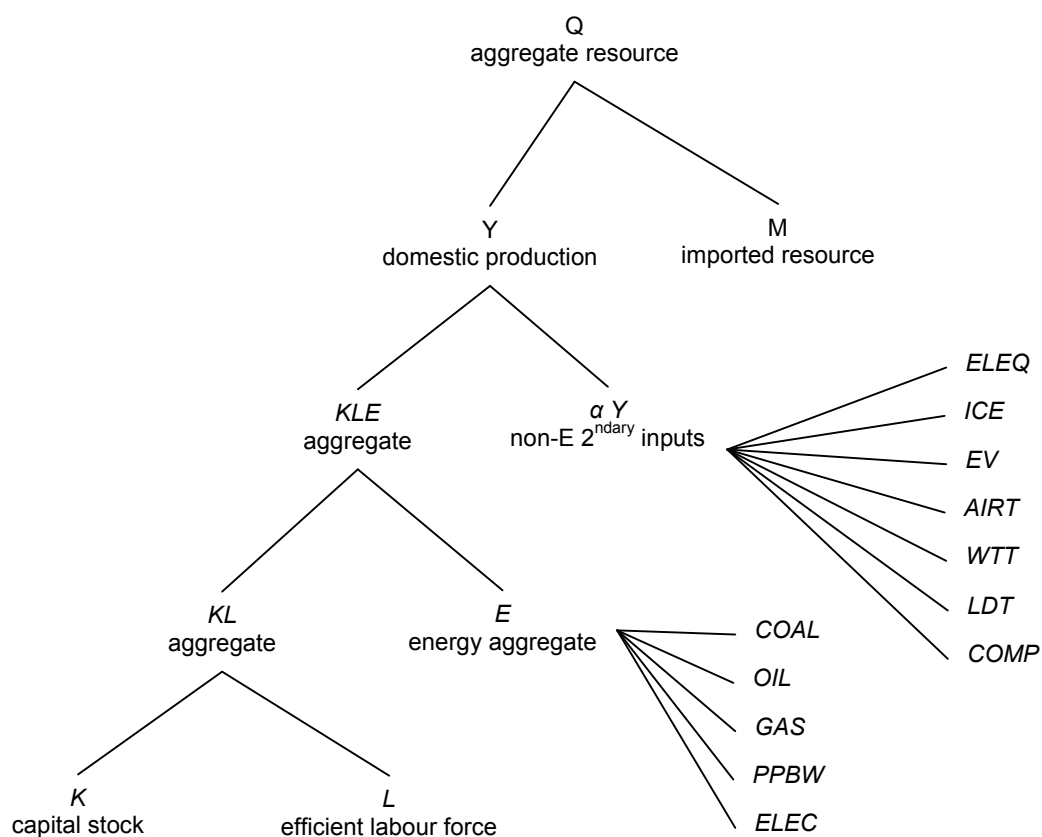 Q
aggregate resource
Y
domestic production
M
imported resource
KLE
aggregate
α Y
non-E 2ndary inputs
ELEQ
ICE
EV
AIRT
WTT
LDT
COMP
KL
aggregate
E
energy aggregate
COAL
OIL
GAS
PPBW
ELEC
K
capital stock
L
efficient labour force